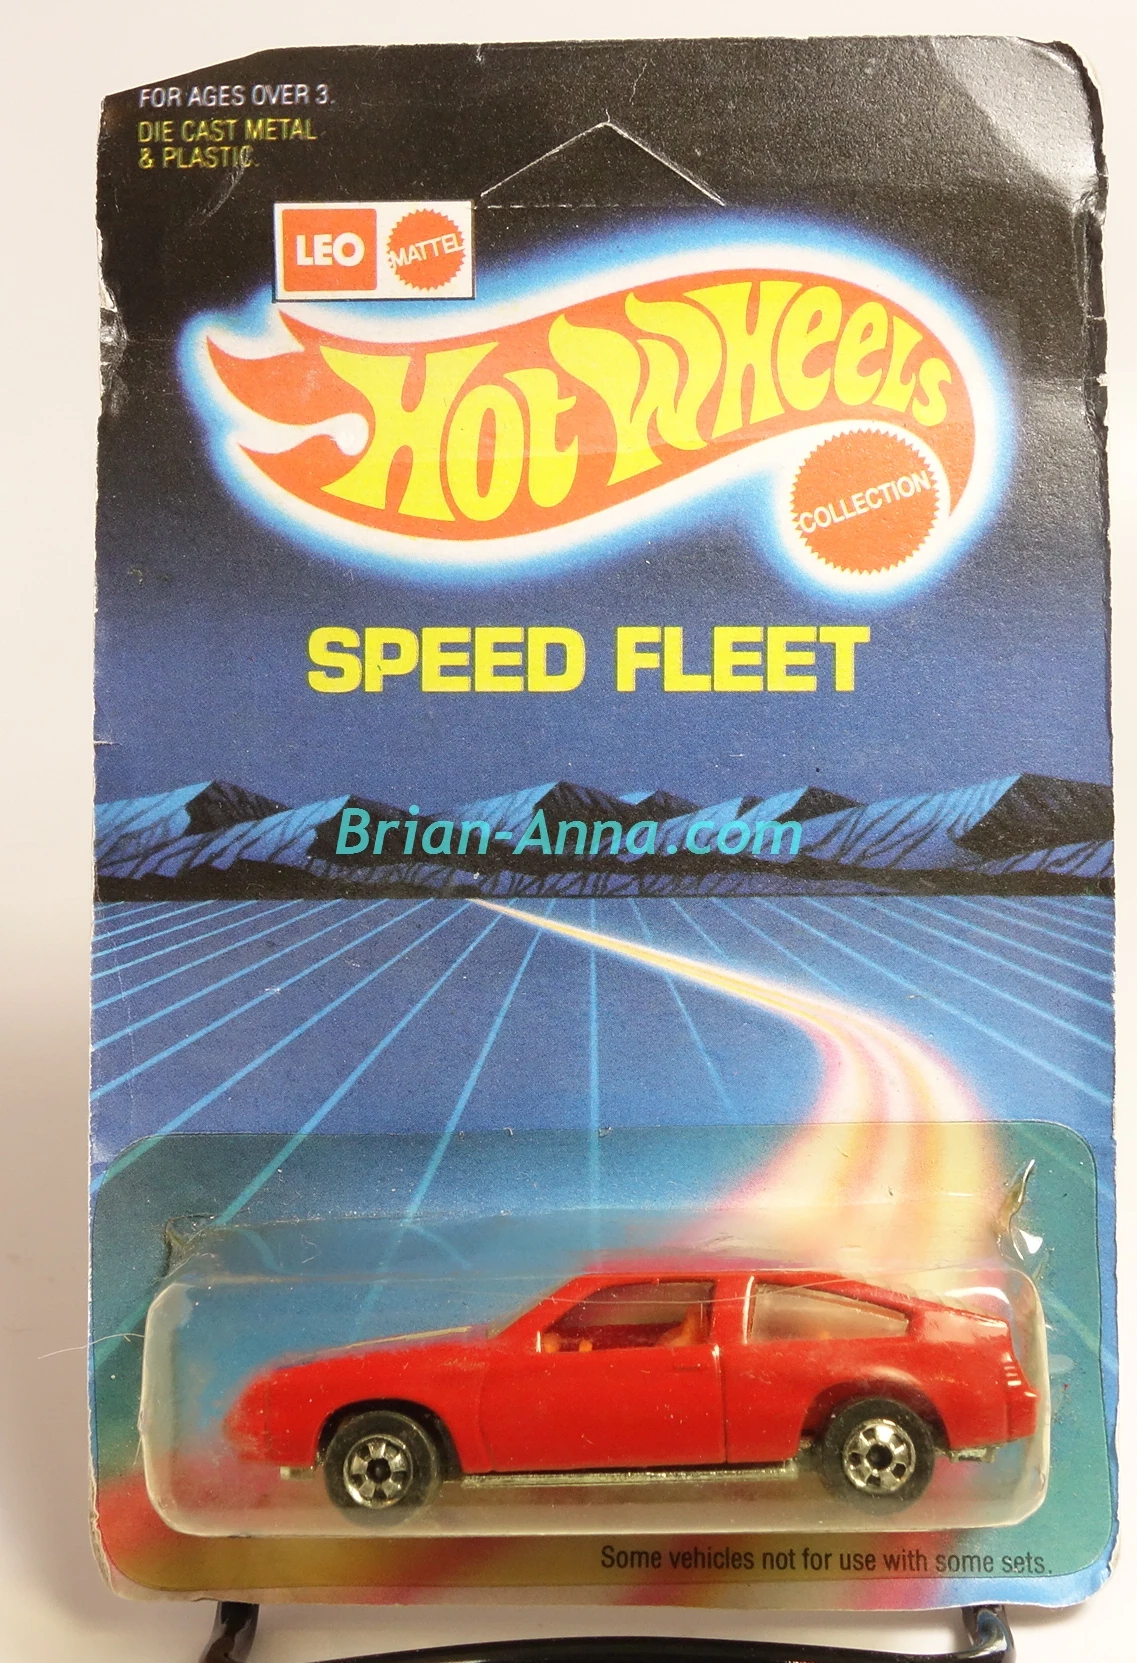 FOR AGES OVER 3.
DIE CAST METAL
& PLASTIC.
LEO
MATTEL
HOT WHEELS
COLLECTION
SPEED FLEET
Brian-Anna.com
Some vehicles not for use with some sets.